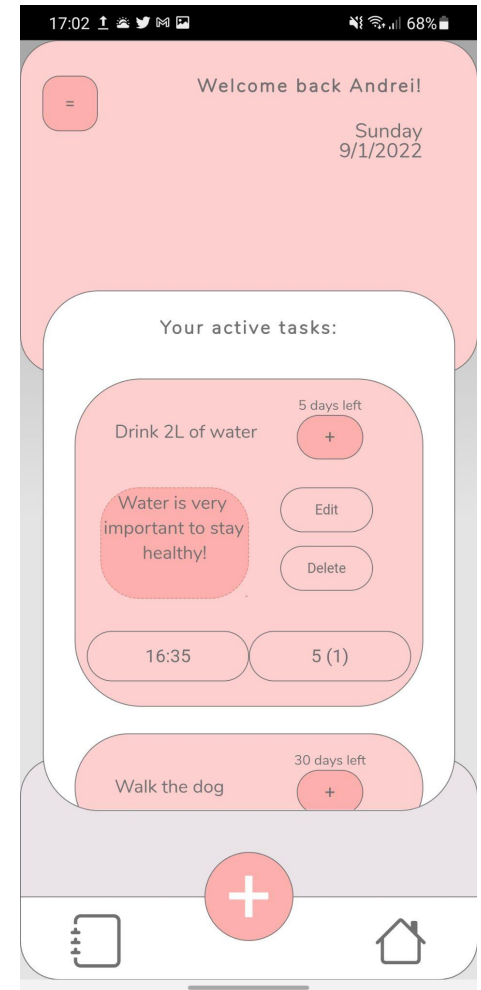 17:02 68%
=
Welcome back Andrei!
Sunday
9/1/2022
Your active tasks:
5 days left
Drink 2L of water
+
Water is very
important to stay
healthy!
Edit
Delete
16:35
5 (1)
30 days left
Walk the dog
+
+